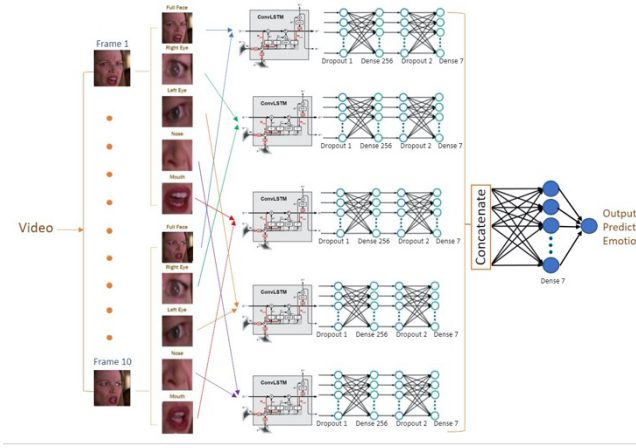 Full Face
Frame 1
Right Eye
Left Eye
Nose
Mouth
Video
Full Face
Right Eye
Left Eye
Nose
Frame 10
Mouth
ConvLSTM
Dropout 1 Dense 256 Dropout 2 Dense 7
ConvLSTM
Dropout 1 Dense 256 Dropout 2 Dense 7
ConvLSTM
Dropout 1 Dense 256 Dropout 2 Dense 7
ConvLSTM
Dropout 1 Dense 256 Dropout 2 Dense 7
ConvLSTM
Dropout 1 Dense 256 Dropout 2 Dense 7
Concatenate
Dense 7
Output
Predict
Emotio